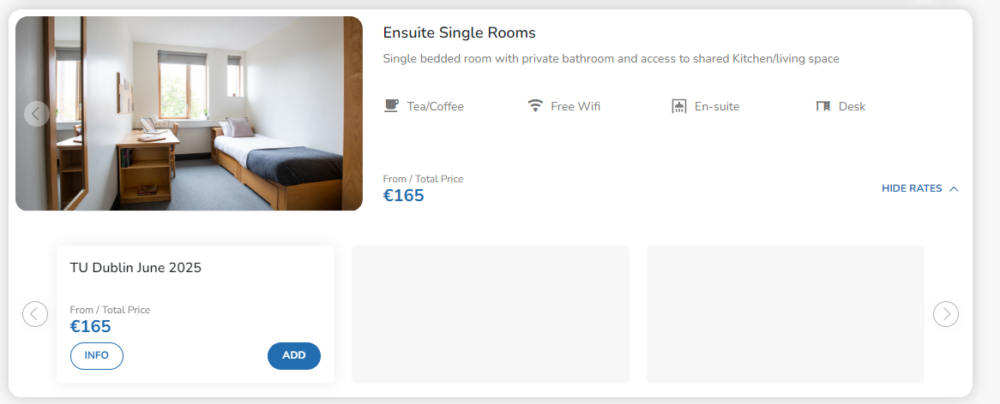 Ensuite Single Rooms
Single bedded room with private bathroom and access to shared Kitchen/living space
Tea/Coffee
Free Wifi
En-suite
Desk
From / Total Price
€165
HIDE RATES
TU Dublin June 2025
From / Total Price
€165
INFO
ADD